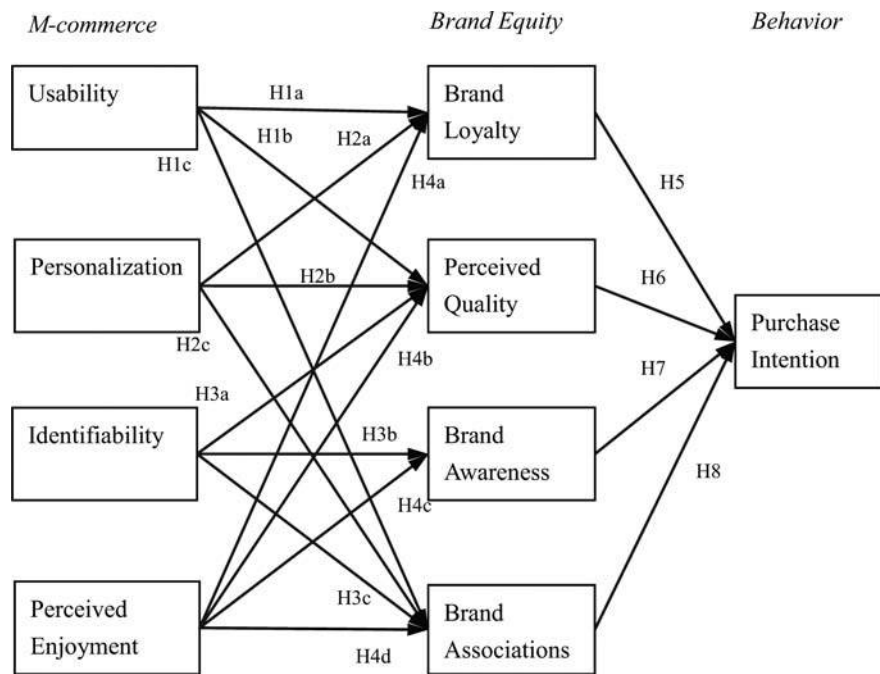 M-commerce
Brand Equity
Behavior
Usability
H1a
Brand
Loyalty
H1b
H2a
H1c
H4a
H5
Personalization
H2b
Perceived
Quality
H6
Purchase
Intention
H2c
H4b
H7
H3a
Identifiability
H3b
Brand
Awareness
H8
H4c
Perceived
Enjoyment
H3c
H4d
Brand
Associations